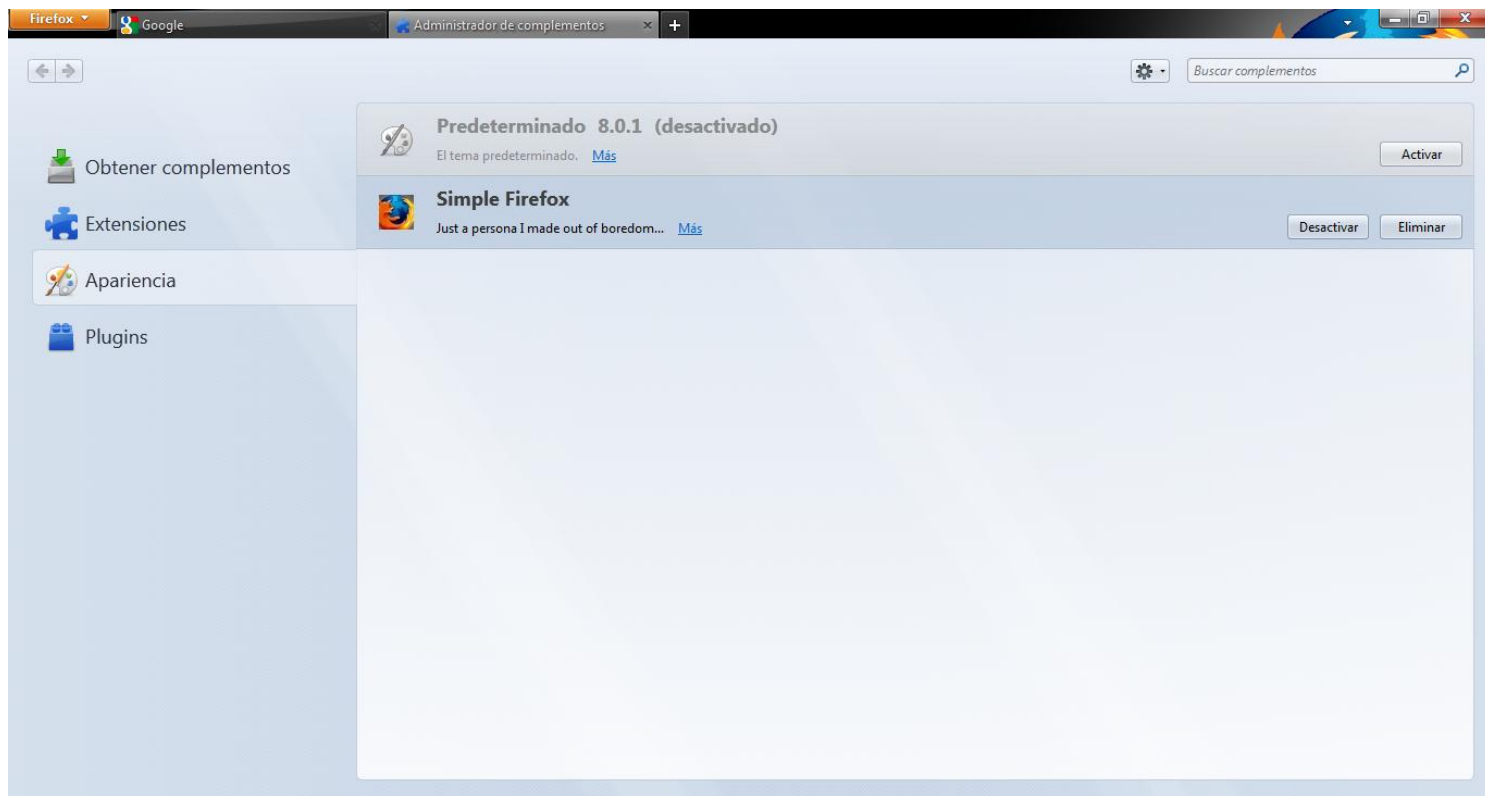 Firefox
Google
Administrador de complementos
Buscar complementos
Obtener complementos
Extensiones
Apariencia
Plugins
Predeterminado 8.0.1 (desactivado)
El tema predeterminado. Más
Activar
Simple Firefox
Just a persona I made out of boredom... Más
Desactivar Eliminar